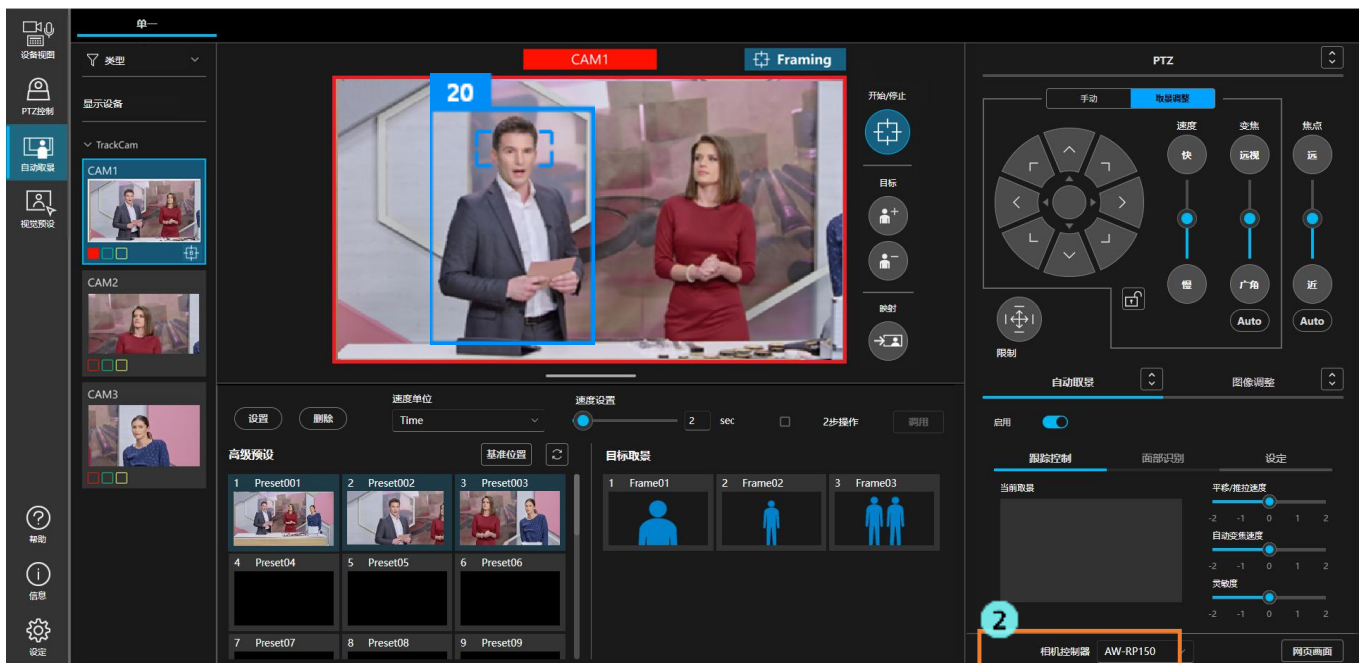 单一
设备视图
PTZ控制
自动取景
视觉预设
帮助
信息
设定
类型
显示设备
TrackCam
CAM1
CAM2
CAM3
CAM1
Framing
20
开始/停止
目标
映射
设置
删除
速度单位
Time
速度设置
2 sec
2步操作
调用
高级预设
基准位置
1 Preset001
2 Preset002
3 Preset003
4 Preset04
5 Preset05
6 Preset06
7 Preset07
8 Preset08
9 Preset09
目标取景
1 Frame01
2 Frame02
3 Frame03
PTZ
手动
取景调整
速度
变焦
焦点
快
远视
远
慢
广角
近
Auto
Auto
限制
自动取景
图像调整
启用
跟踪控制
面部识别
设定
当前取景
平移/推拉速度
-2 -1 0 1 2
自动变焦速度
-2 -1 0 1 2
灵敏度
-2 -1 0 1 2
2
相机控制器
AW-RP150
网页画面